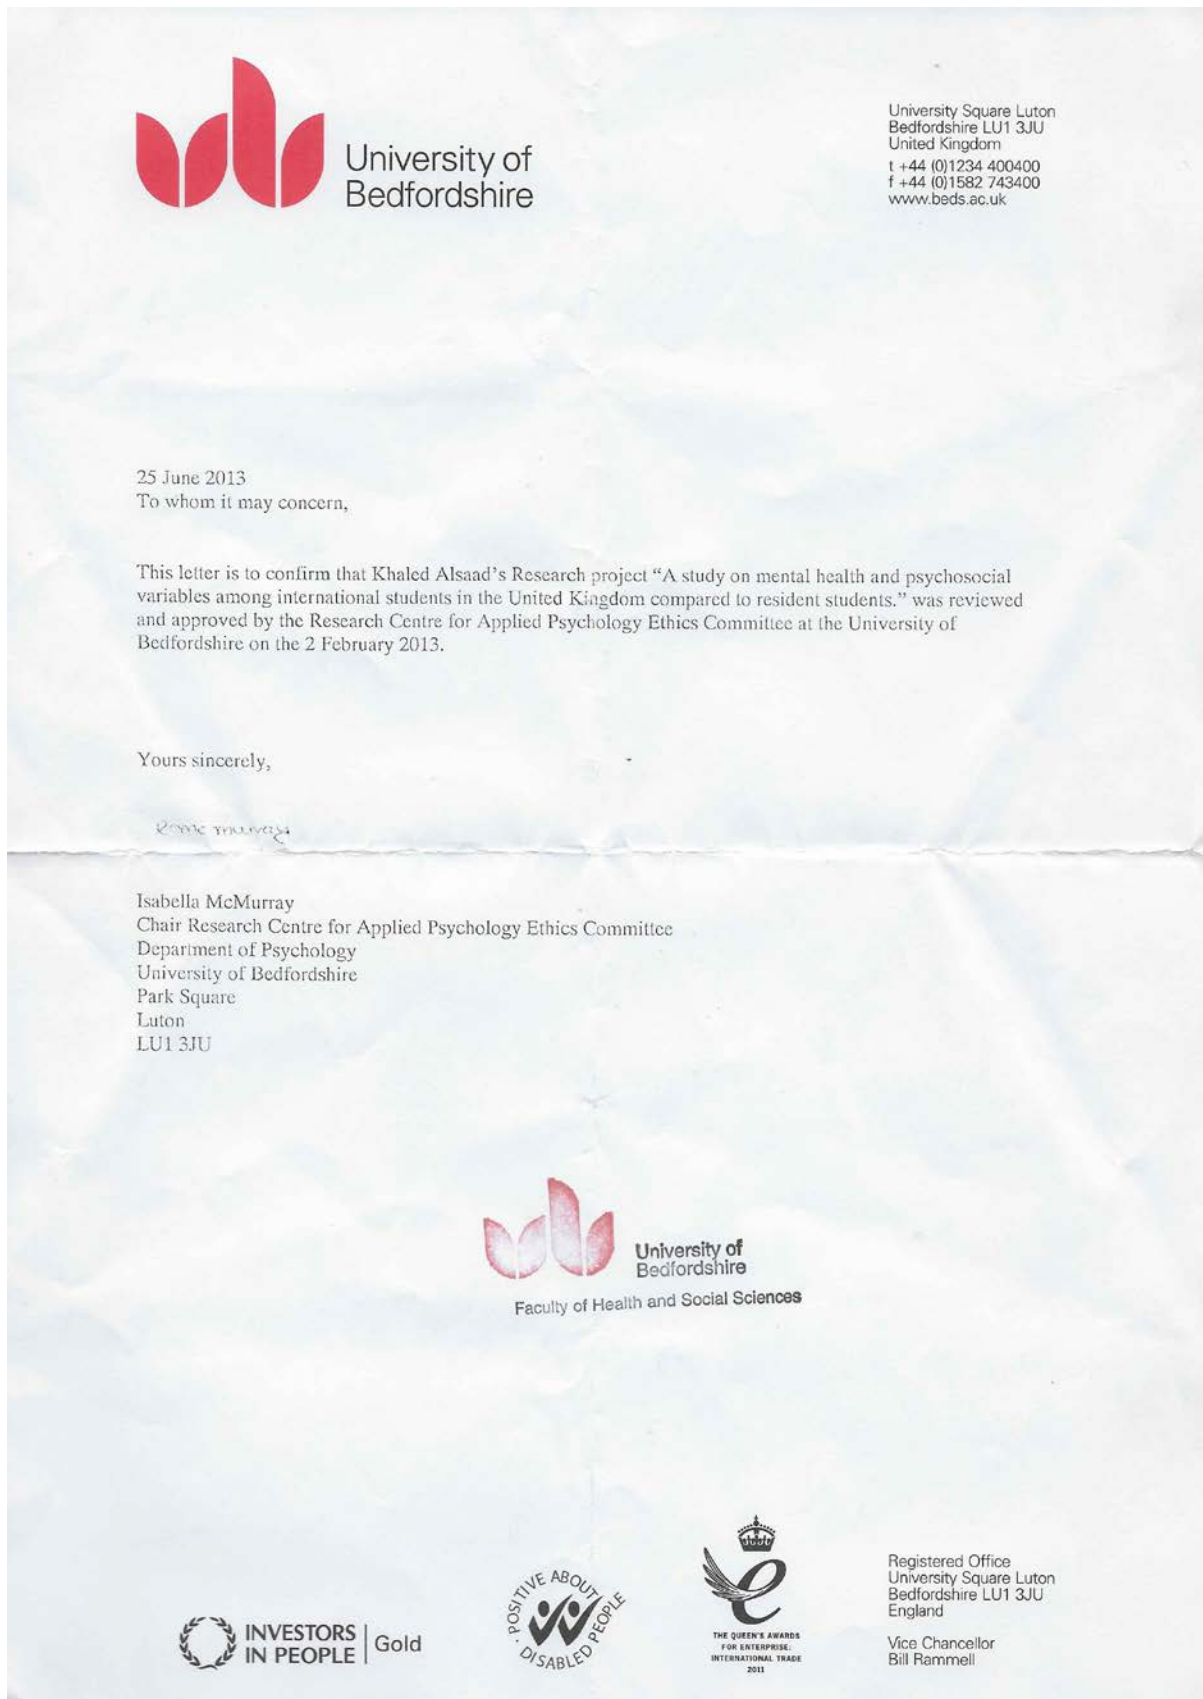 University of
Bedfordshire
University Square Luton
Bedfordshire LU1 3JU
United Kingdom
t +44 (0)1234 400400
f +44 (0)1582 743400
www.beds.ac.uk
25 June 2013
To whom it may concern,
This letter is to confirm that Khaled Alsaad's Research project “A study on mental health and psychosocial
variables among international students in the United Kingdom compared to resident students.” was reviewed
and approved by the Research Centre for Applied Psychology Ethics Committee at the University of
Bedfordshire on the 2 February 2013.
Yours sincerely,
Isabella McMurray
Chair Research Centre for Applied Psychology Ethics Committee
Department of Psychology
University of Bedfordshire
Park Square
Luton
LU1 3JU
University of
Bedfordshire
Faculty of Health and Social Sciences
INVESTORS
IN PEOPLE
Gold
· POSITIVE ABOUT
DISABLED PEOPLE
THE QUEEN'S AWARDS
FOR ENTERPRISE:
INTERNATIONAL TRADE
2011
Registered Office
University Square Luton
Bedfordshire LU1 3JU
England
Vice Chancellor
Bill Rammell